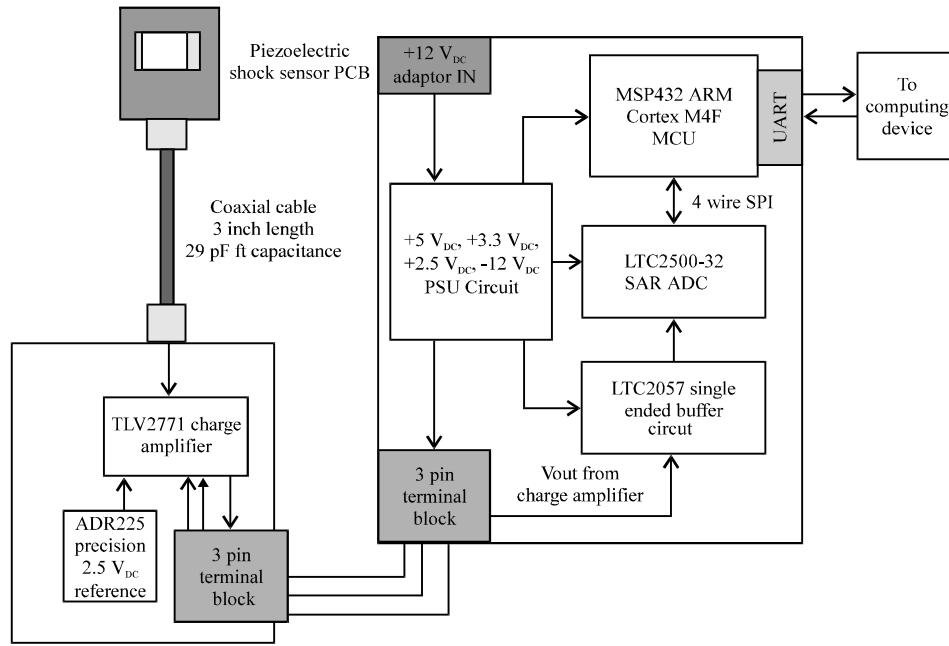 Piezoelectric
shock sensor PCB
+12 V_DC
adaptor IN
MSP432 ARM
Cortex M4F
MCU
UART
To
computing
device
4 wire SPI
Coaxial cable
3 inch length
29 pF ft capacitance
+5 V_DC, +3.3 V_DC,
+2.5 V_DC, -12 V_DC
PSU Circuit
LTC2500-32
SAR ADC
LTC2057 single
ended buffer
circut
TLV2771 charge
amplifier
3 pin
terminal
block
Vout from
charge amplifier
ADR225
precision
2.5 V_DC
reference
3 pin
terminal
block